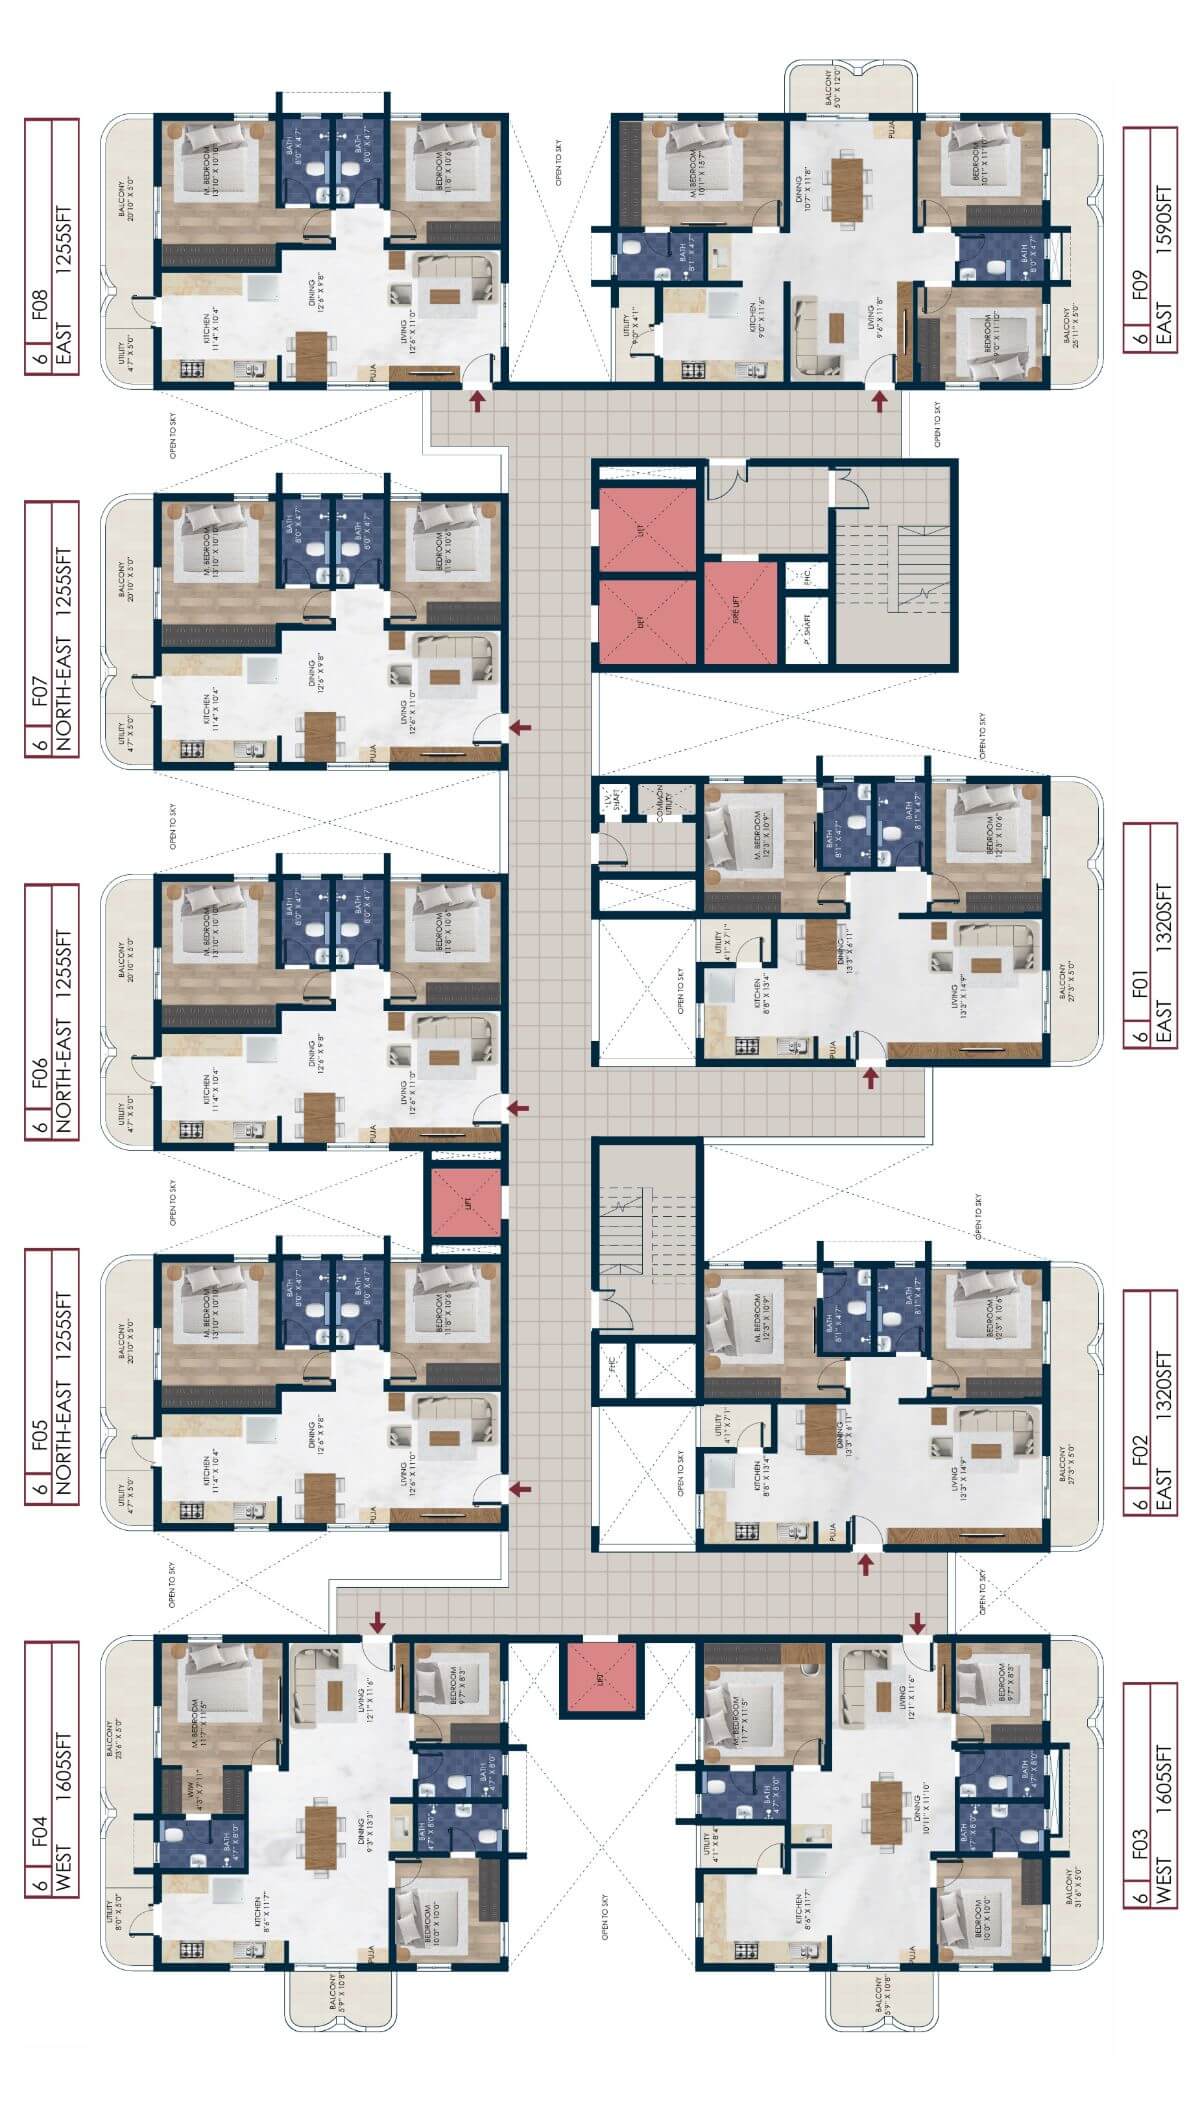 6 F08
EAST 1255SFT
BALCONY
20'10" X 5'0"
UTILITY
4'7" X 5'0"
M. BEDROOM
13'10" X 10'10"
BATH
8'0" X 4'7"
BATH
8'0" X 4'7"
BEDROOM
11'8" X 10'6"
KITCHEN
11'4" X 10'4"
DINING
12'6" X 9'8"
LIVING
12'6" X 11'0"
PUJA
OPEN TO SKY
OPEN TO SKY
6 F09
EAST 1590SFT
BALCONY
5'0" X 12'0"
PUJA
M. BEDROOM
10'1" X 15'7"
DINING
10'7" X 11'8"
BEDROOM
10'1" X 11'10"
BATH
8'1" X 4'7"
BATH
8'0" X 4'7"
UTILITY
9'0" X 4'1"
KITCHEN
9'0" X 11'6"
LIVING
9'6" X 11'8"
BEDROOM
9'0" X 11'10"
BALCONY
25'11" X 5'0"
OPEN TO SKY
6 F07
NORTH-EAST 1255SFT
BALCONY
20'10" X 5'0"
UTILITY
4'7" X 5'0"
M. BEDROOM
13'10" X 10'10"
BATH
8'0" X 4'7"
BATH
8'0" X 4'7"
BEDROOM
11'8" X 10'6"
KITCHEN
11'4" X 10'4"
DINING
12'6" X 9'8"
LIVING
12'6" X 11'0"
PUJA
LIFT
LIFT
FIRE LIFT
FHC
P. SHAFT
OPEN TO SKY
OPEN TO SKY
6 F06
NORTH-EAST 1255SFT
BALCONY
20'10" X 5'0"
UTILITY
4'7" X 5'0"
M. BEDROOM
13'10" X 10'10"
BATH
8'0" X 4'7"
BATH
8'0" X 4'7"
BEDROOM
11'8" X 10'6"
KITCHEN
11'4" X 10'4"
DINING
12'6" X 9'8"
LIVING
12'6" X 11'0"
PUJA
LV.
SHAFT
COMMON
UTILITY
6 F01
EAST 1320SFT
M. BEDROOM
12'3" X 10'9"
BATH
8'1" X 4'7"
BATH
8'1" X 4'7"
BEDROOM
12'3" X 10'6"
UTILITY
4'1" X 7'1"
KITCHEN
8'8" X 13'4"
DINING
13'3" X 6'11"
LIVING
13'3" X 14'9"
PUJA
BALCONY
27'3" X 5'0"
OPEN TO SKY
OPEN TO SKY
LIFT
OPEN TO SKY
6 F05
NORTH-EAST 1255SFT
BALCONY
20'10" X 5'0"
UTILITY
4'7" X 5'0"
M. BEDROOM
13'10" X 10'10"
BATH
8'0" X 4'7"
BATH
8'0" X 4'7"
BEDROOM
11'8" X 10'6"
KITCHEN
11'4" X 10'4"
DINING
12'6" X 9'8"
LIVING
12'6" X 11'0"
PUJA
FHC
6 F02
EAST 1320SFT
M. BEDROOM
12'3" X 10'9"
BATH
8'1" X 4'7"
BATH
8'1" X 4'7"
BEDROOM
12'3" X 10'6"
UTILITY
4'1" X 7'1"
KITCHEN
8'8" X 13'4"
DINING
13'3" X 6'11"
LIVING
13'3" X 14'9"
PUJA
BALCONY
27'3" X 5'0"
OPEN TO SKY
OPEN TO SKY
OPEN TO SKY
6 F04
WEST 1605SFT
BALCONY
23'6" X 5'0"
UTILITY
8'0" X 5'0"
M. BEDROOM
11'7" X 11'5"
WIW
4'3" X 7'11"
BATH
4'7" X 8'0"
LIVING
12'1" X 11'6"
BEDROOM
9'7" X 8'3"
BATH
4'7" X 8'0"
BATH
4'7" X 8'0"
DINING
9'3" X 13'3"
KITCHEN
8'6" X 11'7"
BEDROOM
10'0" X 10'0"
PUJA
BALCONY
5'9" X 10'8"
LIFT
OPEN TO SKY
6 F03
WEST 1605SFT
M. BEDROOM
11'7" X 11'5"
BATH
4'7" X 8'0"
LIVING
12'1" X 11'6"
BEDROOM
9'7" X 8'3"
BATH
4'7" X 8'0"
BATH
4'7" X 8'0"
UTILITY
4'1" X 8'4"
DINING
10'11" X 11'10"
KITCHEN
8'6" X 11'7"
BEDROOM
10'0" X 10'0"
PUJA
BALCONY
31'6" X 5'0"
BALCONY
5'9" X 10'8"